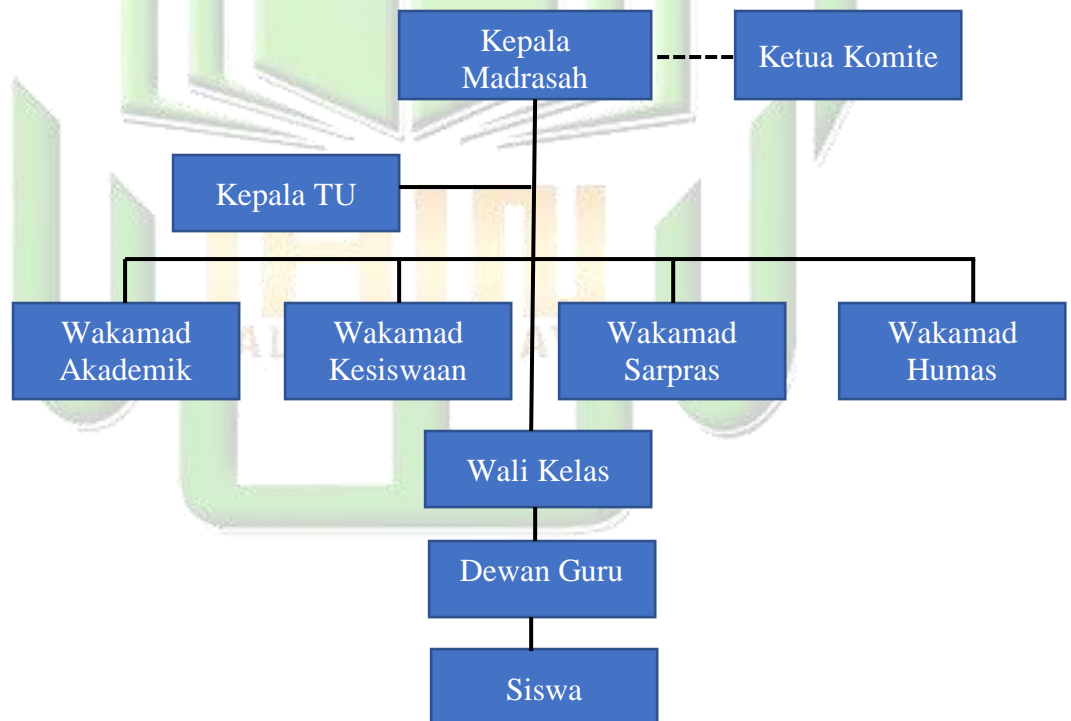 Kepala
Madrasah
Ketua Komite
Kepala TU
Wakamad
Akademik
Wakamad
Kesiswaan
Wakamad
Sarpras
Wakamad
Humas
Wali Kelas
Dewan Guru
Siswa